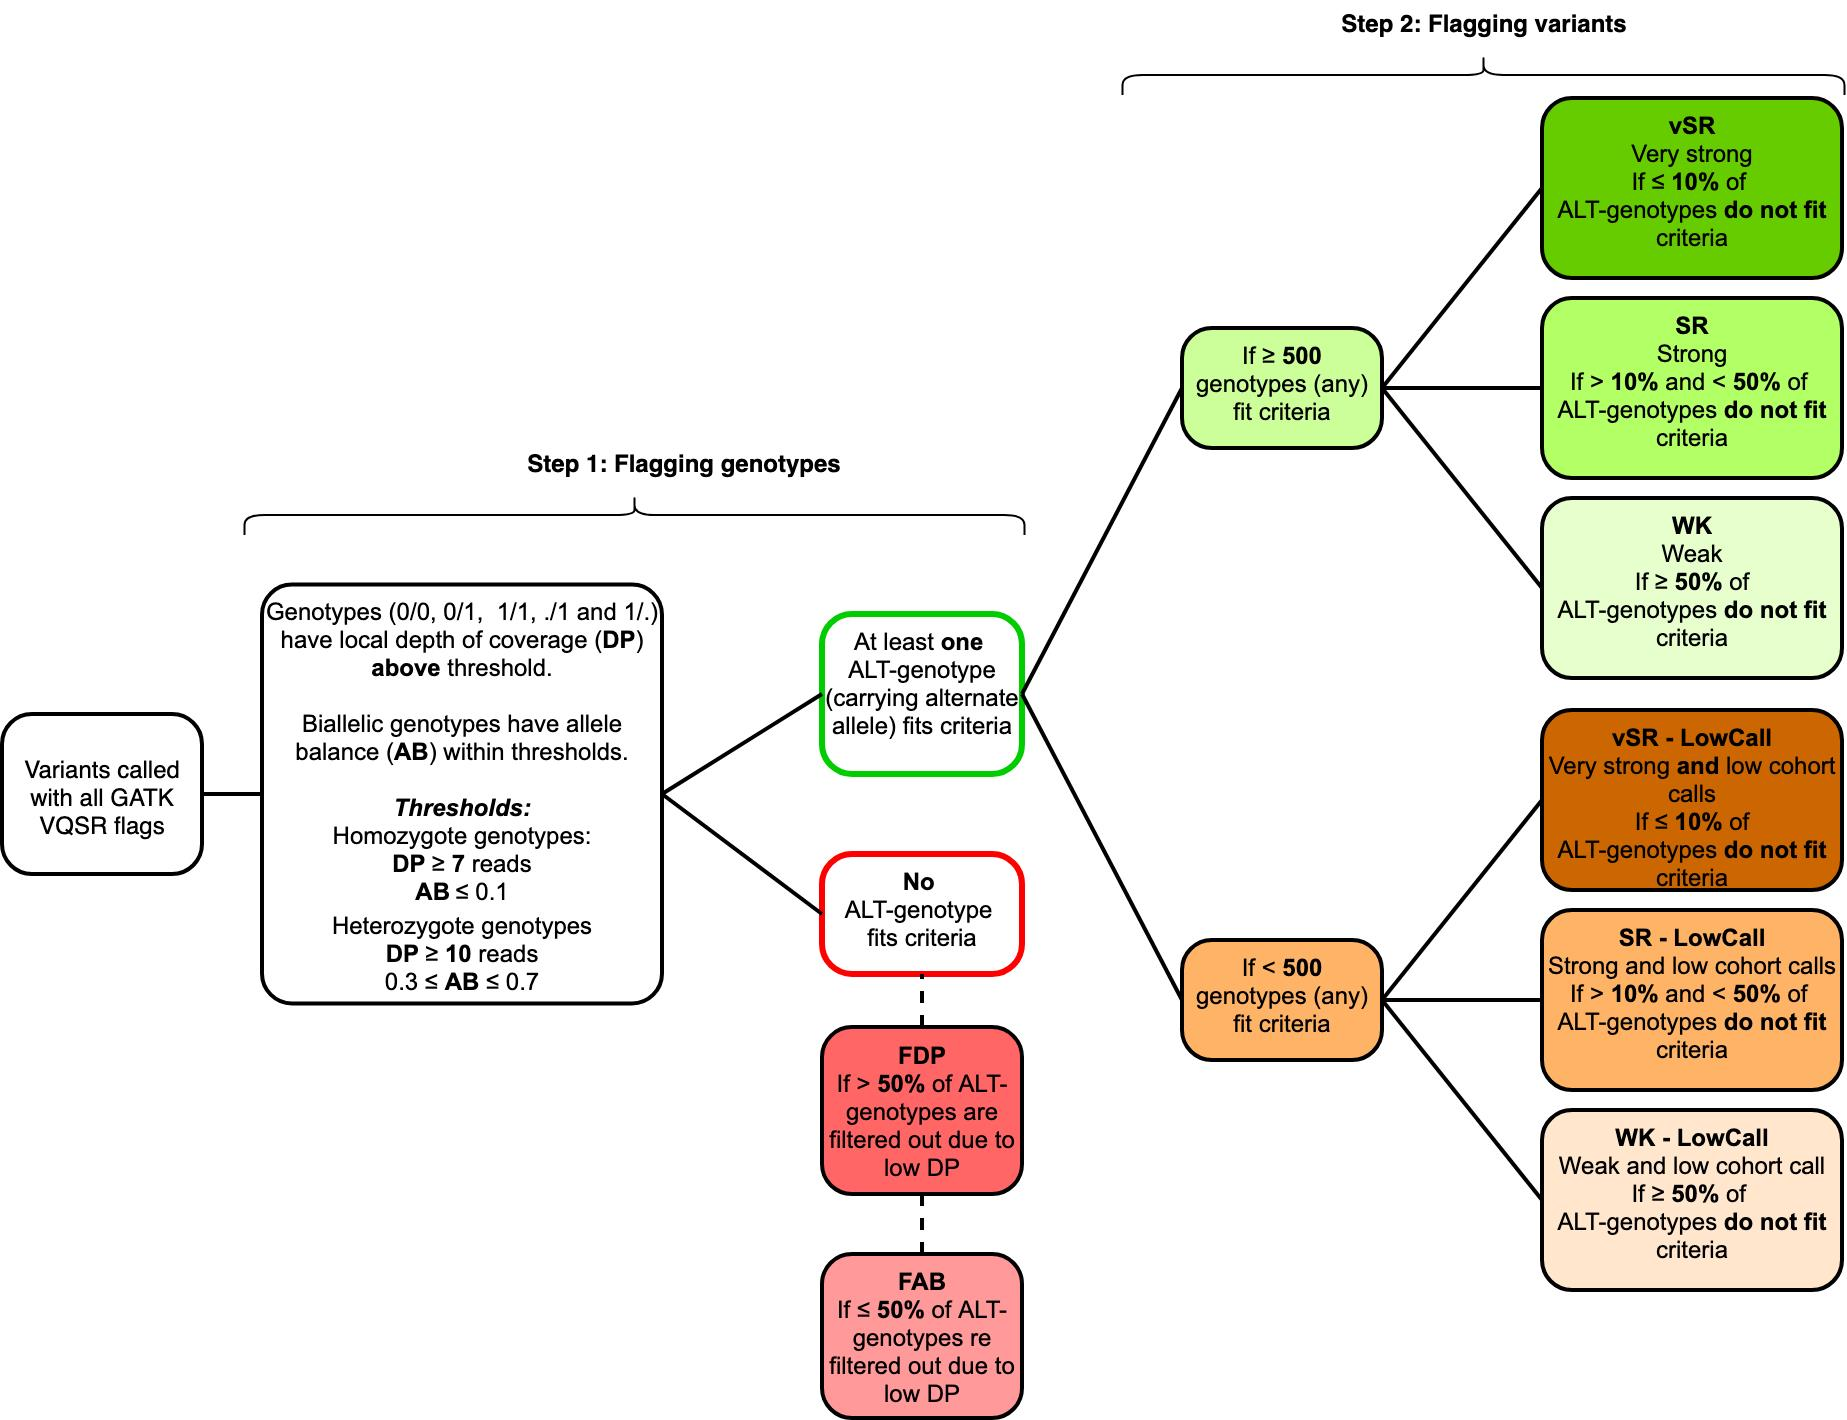 Step 2: Flagging variants
Step 1: Flagging genotypes
Variants called
with all GATK
VQSR flags
Genotypes (0/0, 0/1,  1/1, ./1 and 1/.)
have local depth of coverage (DP)
above threshold.
Biallelic genotypes have allele
balance (AB) within thresholds.
Thresholds:
Homozygote genotypes:
DP ≥ 7 reads
AB ≤ 0.1
Heterozygote genotypes
DP ≥ 10 reads
0.3 ≤ AB ≤ 0.7
At least one
ALT-genotype
(carrying alternate
allele) fits criteria
No
ALT-genotype
fits criteria
FDP
If > 50% of ALT-
genotypes are
filtered out due to
low DP
FAB
If ≤ 50% of ALT-
genotypes re
filtered out due to
low DP
If ≥ 500
genotypes (any)
fit criteria
If < 500
genotypes (any)
fit criteria
vSR
Very strong
If ≤ 10% of
ALT-genotypes do not fit
criteria
SR
Strong
If > 10% and < 50% of
ALT-genotypes do not fit
criteria
WK
Weak
If ≥ 50% of
ALT-genotypes do not fit
criteria
vSR - LowCall
Very strong and low cohort
calls
If ≤ 10% of
ALT-genotypes do not fit
criteria
SR - LowCall
Strong and low cohort calls
If > 10% and < 50% of
ALT-genotypes do not fit
criteria
WK - LowCall
Weak and low cohort call
If ≥ 50% of
ALT-genotypes do not fit
criteria